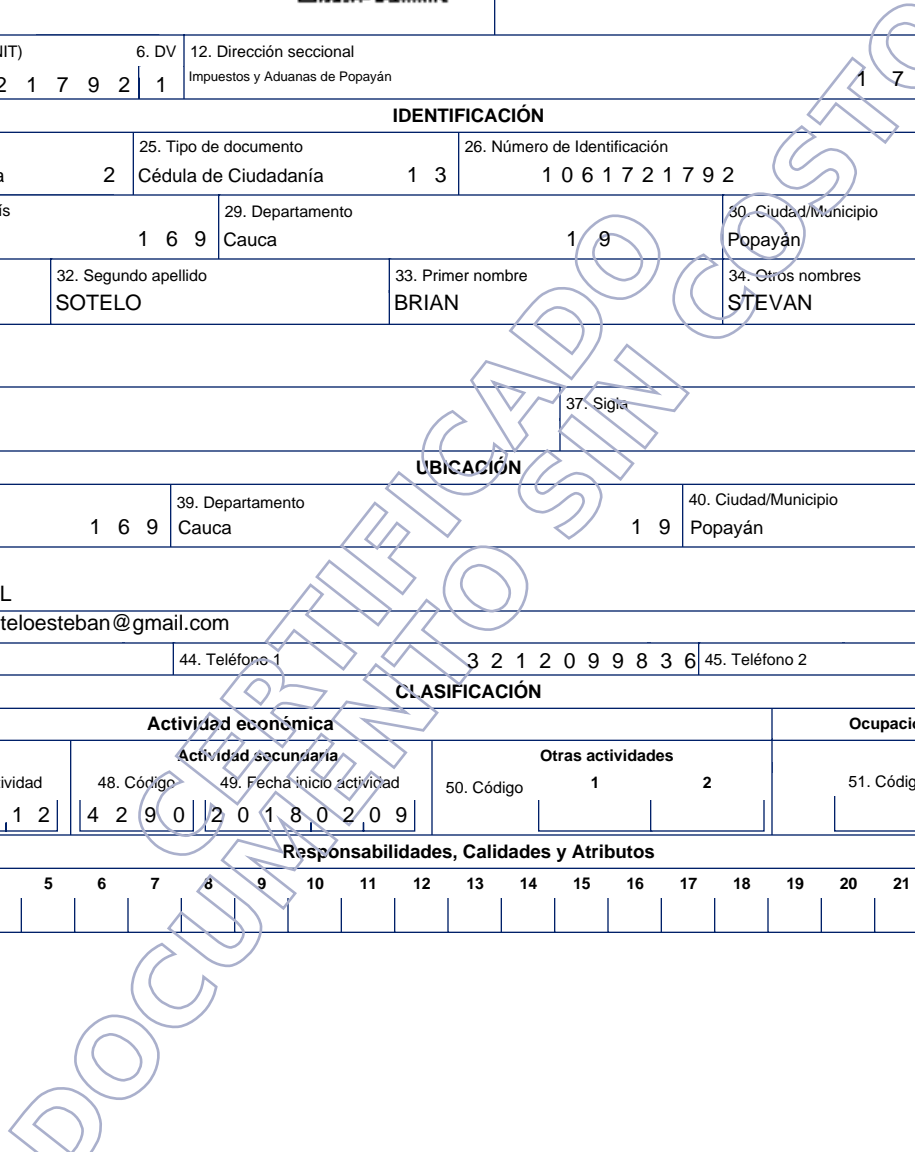 NIT) 6. DV 12. Dirección seccional
2 1 7 9 2 1 Impuestos y Aduanas de Popayán 1 7
IDENTIFICACIÓN
25. Tipo de documento 26. Número de Identificación
a 2 Cédula de Ciudadanía 1 3 1 0 6 1 7 2 1 7 9 2
ís 29. Departamento 30. Ciudad/Municipio
1 6 9 Cauca 1 9 Popayán
32. Segundo apellido 33. Primer nombre 34. Otros nombres
SOTELO BRIAN STEVAN
37. Sigla
UBICACIÓN
39. Departamento 40. Ciudad/Municipio
1 6 9 Cauca 1 9 Popayán
L
teloesteban@gmail.com
44. Teléfono 1 3 2 1 2 0 9 9 8 3 6 45. Teléfono 2
CLASIFICACIÓN
Actividad económica Ocupació
Actividad secundaria Otras actividades
tividad 48. Código 49. Fecha inicio actividad 50. Código 1 2 51. Códig
1 2 4 2 9 0 2 0 1 8 0 2 0 9
Responsabilidades, Calidades y Atributos
5 6 7 8 9 10 11 12 13 14 15 16 17 18 19 20 21
CERTIFICADO
DOCUMENTO SIN COSTO